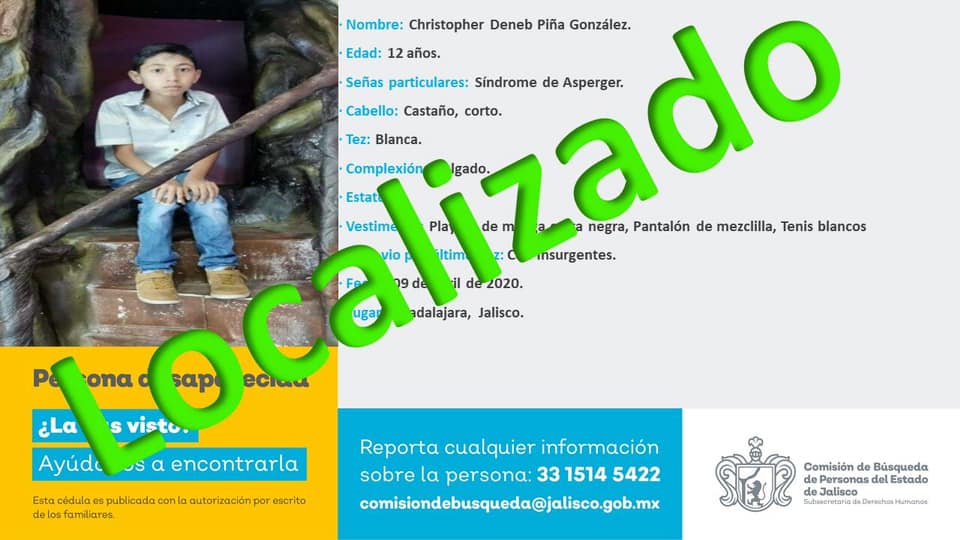 · Nombre: Christopher Deneb Piña González.
· Edad: 12 años.
· Señas particulares: Síndrome de Asperger.
· Cabello: Castaño, corto.
· Tez: Blanca.
· Complexión
· Vestime de negra, Pantalón de mezclilla, Tenis blancos
Insurgentes.
09 de de 2020.
Jalisco.
Localizado
Persona desaparecida
¿La has visto?
Ayúdanos a encontrarla
Esta cédula es publicada con la autorización por escrito
de los familiares.
Reporta cualquier información
sobre la persona: 33 1514 5422
comisiondebusqueda@jalisco.gob.mx
Comisión de Búsqueda
de Personas del Estado
de Jalisco
Subsecretaría de Derechos Humanos